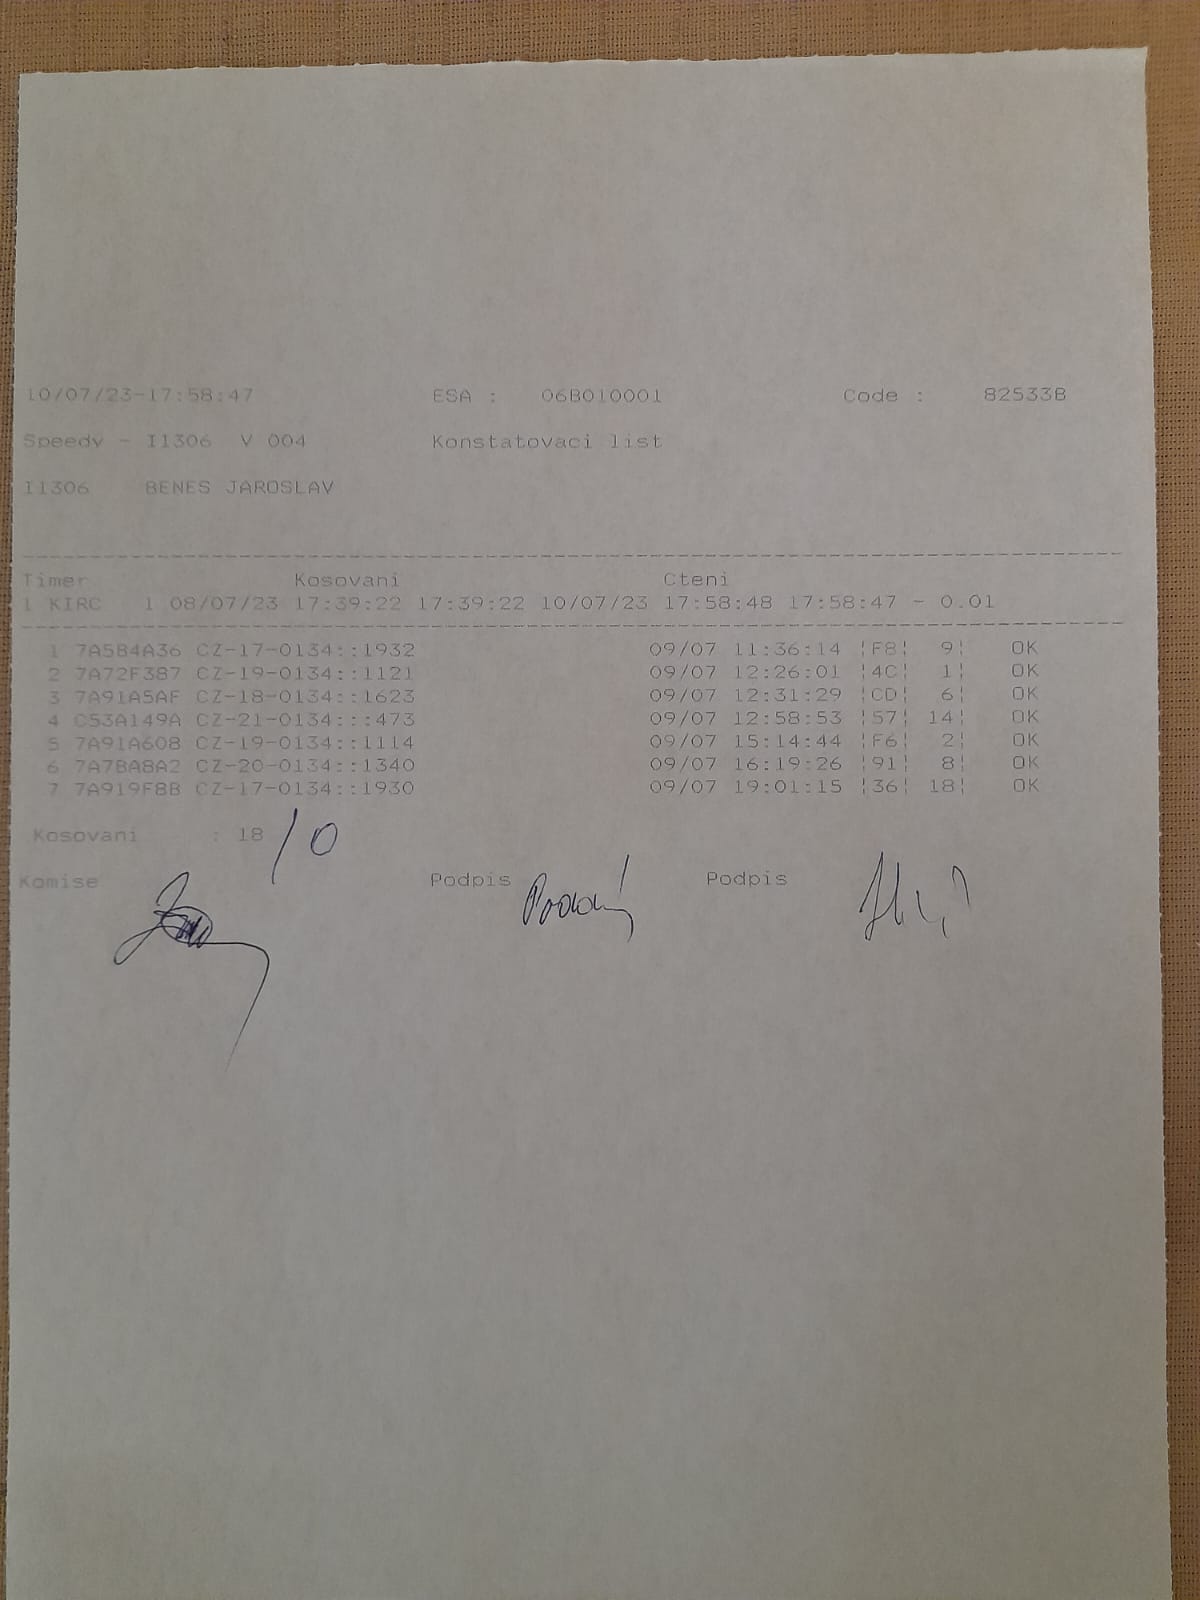 10/07/23-17:58:47 ESA : 06B010001 Code : 82533B
Speedy - I1306 V 004 Konstatovaci list
I1306 BENES JAROSLAV
Timer Kosovani Cteni
1 KIRC 1 08/07/23 17:39:22 17:39:22 10/07/23 17:58:48 17:58:47 - 0.01
1 7A5B4A36 CZ-17-0134::1932 09/07 11:36:14 ¦F8¦ 9¦ OK
2 7A72F387 CZ-19-0134::1121 09/07 12:26:01 ¦4C¦ 1¦ OK
3 7A91A5AF CZ-18-0134::1623 09/07 12:31:29 ¦CD¦ 6¦ OK
4 C53A149A CZ-21-0134:::473 09/07 12:58:53 ¦57¦ 14¦ OK
5 7A91A608 CZ-19-0134::1114 09/07 15:14:44 ¦F6¦ 2¦ OK
6 7A7BA8A2 CZ-20-0134::1340 09/07 16:19:26 ¦91¦ 8¦ OK
7 7A919F8B CZ-17-0134::1930 09/07 19:01:15 ¦36¦ 18¦ OK
Kosovani : 18 / 0
Komise Podpis Podpis